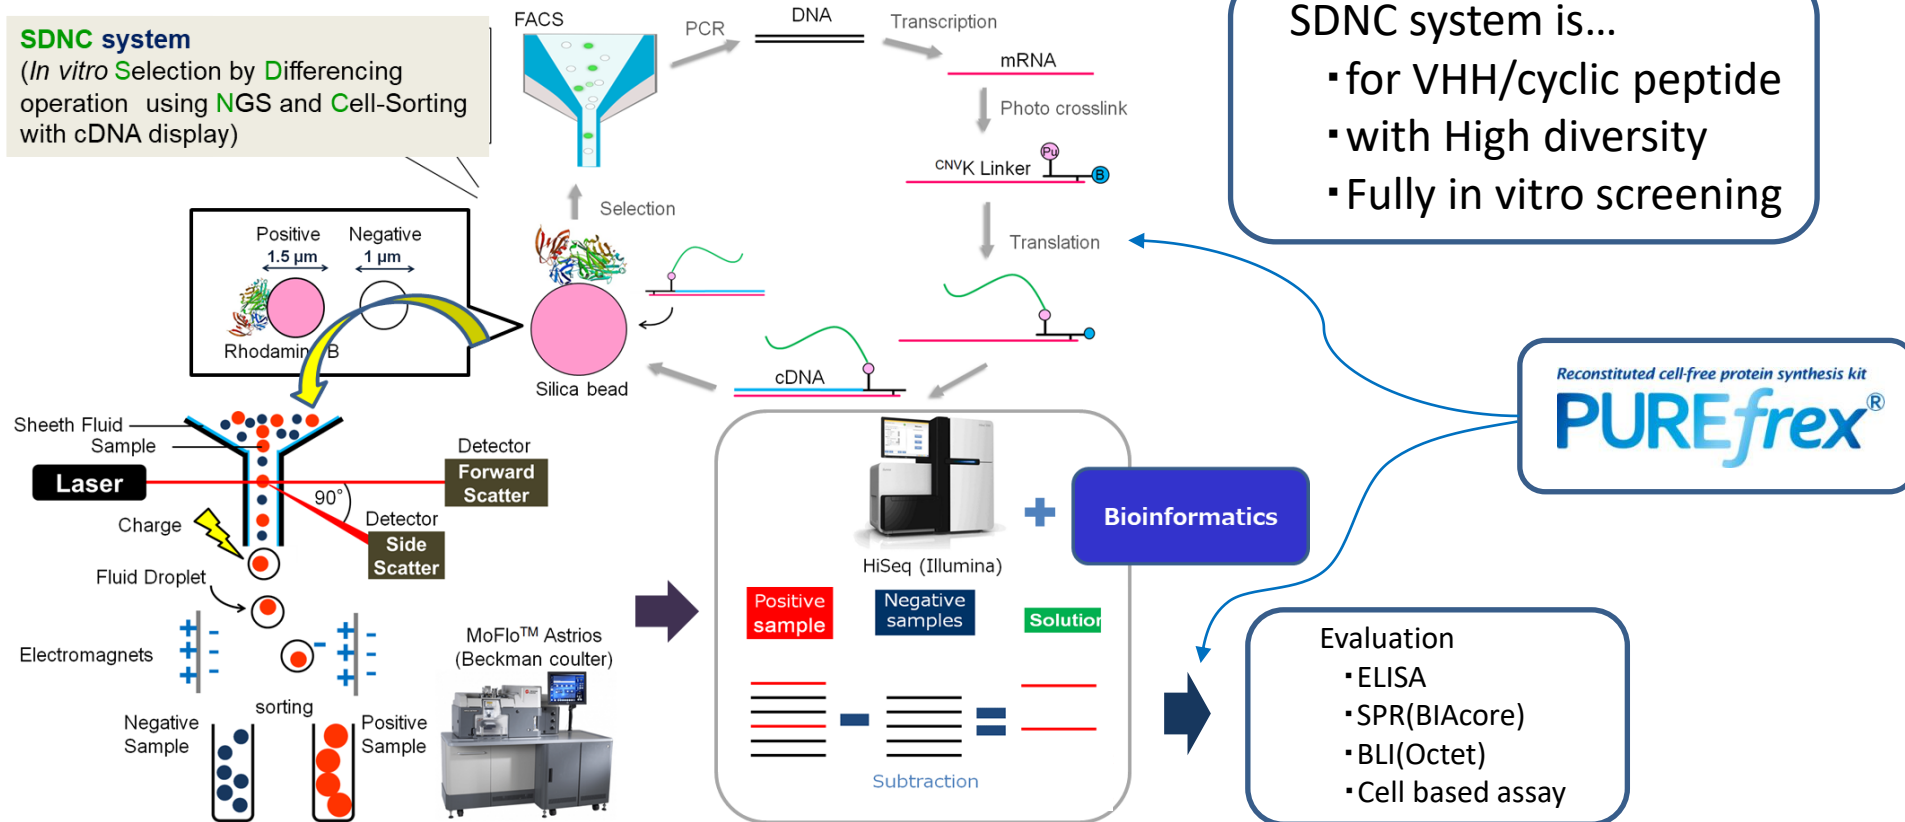 SDNC system
(In vitro Selection by Differencing
operation using NGS and Cell-Sorting
with cDNA display)
FACS
PCR
DNA
Transcription
mRNA
Photo crosslink
Pu
CNVK Linker
B
Translation
Selection
Positive
1.5 µm
Negative
1 µm
Rhodamin B
Silica bead
cDNA
SDNC system is...
・for VHH/cyclic peptide
・with High diversity
・Fully in vitro screening
Reconstituted cell-free protein synthesis kit
PUREfrex®
Sheeth Fluid
Sample
Laser
Detector
Forward
Scatter
90°
Detector
Side
Scatter
Charge
Fluid Droplet
+ - + -
+ - - + -
+ - + -
Electromagnets
sorting
Negative
Sample
Positive
Sample
MoFlo™ Astrios
(Beckman coulter)
HiSeq (Illumina)
+
Bioinformatics
Positive
sample
Negative
samples
Solution
- =
Subtraction
Evaluation
・ELISA
・SPR(BIAcore)
・BLI(Octet)
・Cell based assay